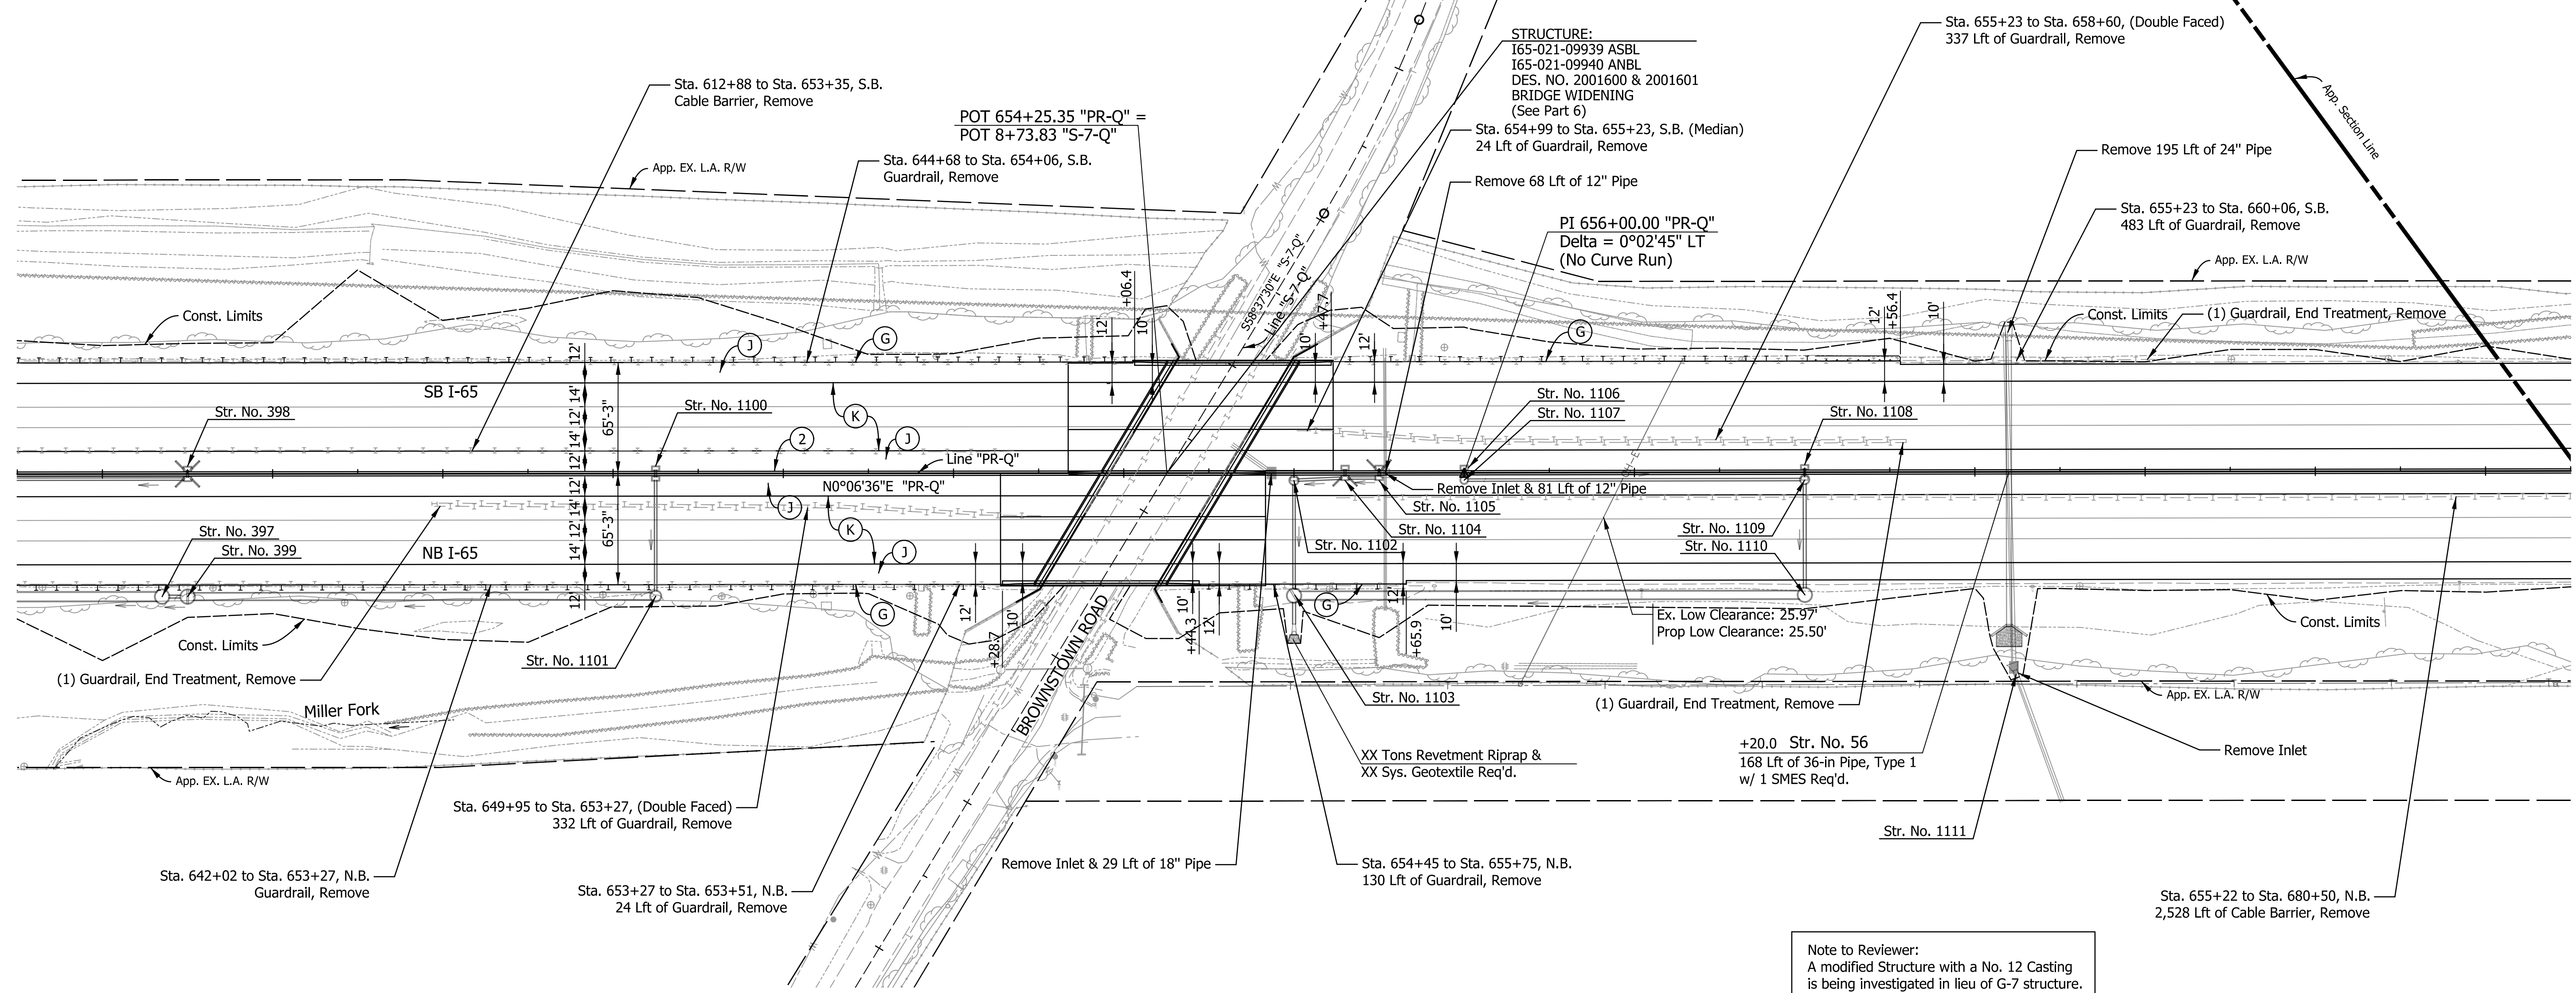 STRUCTURE:
I65-021-09939 ASBL
I65-021-09940 ANBL
DES. NO. 2001600 & 2001601
BRIDGE WIDENING
(See Part 6)
Sta. 655+23 to Sta. 658+60, (Double Faced)
337 Lft of Guardrail, Remove
Sta. 612+88 to Sta. 653+35, S.B.
Cable Barrier, Remove
App. Section Line
POT 654+25.35 "PR-Q" =
POT 8+73.83 "S-7-Q"
Sta. 654+99 to Sta. 655+23, S.B. (Median)
24 Lft of Guardrail, Remove
Remove 195 Lft of 24" Pipe
App. EX. L.A. R/W
Sta. 644+68 to Sta. 654+06, S.B.
Guardrail, Remove
Remove 68 Lft of 12" Pipe
Sta. 655+23 to Sta. 660+06, S.B.
483 Lft of Guardrail, Remove
PI 656+00.00 "PR-Q"
Delta = 0°02'45" LT
(No Curve Run)
App. EX. L.A. R/W
S58°37'30"E "S-7-Q"
Line "S-7-Q"
+06.4
+47.7
+56.4
Const. Limits
12'
10'
10'
12'
12'
10'
Const. Limits
(1) Guardrail, End Treatment, Remove
J
G
G
12'
SB I-65
14'
12'
14'
12'
65'-3"
Str. No. 398
Str. No. 1100
K
2
J
Line "PR-Q"
Str. No. 1106
Str. No. 1107
Str. No. 1108
N0°06'36"E "PR-Q"
Remove Inlet & 81 Lft of 12" Pipe
Str. No. 1105
Str. No. 1104
Str. No. 1102
Str. No. 1109
Str. No. 1110
12'
14'
12'
14'
12'
65'-3"
J
K
J
Str. No. 397
Str. No. 399
NB I-65
G
G
12'
10'
10'
12'
12'
10'
+28.7
+44.3
+65.9
Ex. Low Clearance: 25.97'
Prop Low Clearance: 25.50'
Const. Limits
Const. Limits
Str. No. 1101
(1) Guardrail, End Treatment, Remove
Str. No. 1103
(1) Guardrail, End Treatment, Remove
App. EX. L.A. R/W
Miller Fork
BROWNSTOWN ROAD
XX Tons Revetment Riprap &
XX Sys. Geotextile Req'd.
+20.0 Str. No. 56
168 Lft of 36-in Pipe, Type 1
w/ 1 SMES Req'd.
Remove Inlet
App. EX. L.A. R/W
Sta. 649+95 to Sta. 653+27, (Double Faced)
332 Lft of Guardrail, Remove
Str. No. 1111
Remove Inlet & 29 Lft of 18" Pipe
Sta. 654+45 to Sta. 655+75, N.B.
130 Lft of Guardrail, Remove
Sta. 642+02 to Sta. 653+27, N.B.
Guardrail, Remove
Sta. 653+27 to Sta. 653+51, N.B.
24 Lft of Guardrail, Remove
Sta. 655+22 to Sta. 680+50, N.B.
2,528 Lft of Cable Barrier, Remove
Note to Reviewer:
A modified Structure with a No. 12 Casting
is being investigated in lieu of G-7 structure.